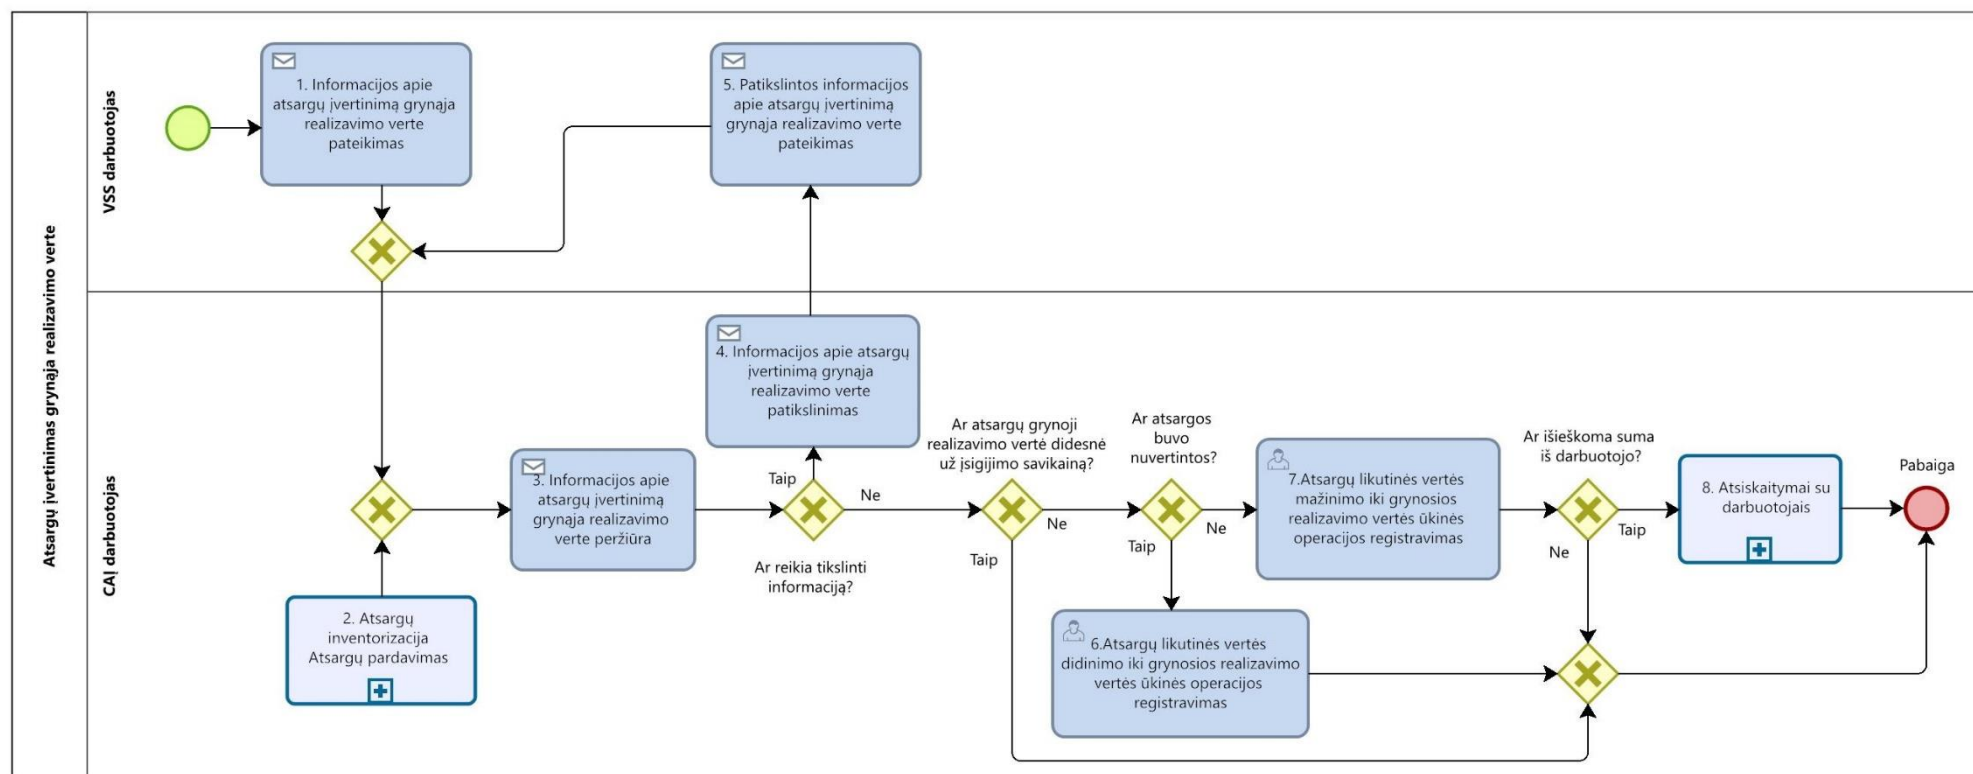 Atsargų įvertinimas grynąja realizavimo verte
VSS darbuotojas
1. Informacijos apie
atsargų įvertinimą grynąja
realizavimo verte
pateikimas
5. Patikslintos informacijos
apie atsargų įvertinimą
grynąja realizavimo verte
pateikimas
CAĮ darbuotojas
2. Atsargų
inventorizacija
Atsargų pardavimas
3. Informacijos apie
atsargų įvertinimą
grynąja realizavimo
verte peržiūra
4. Informacijos apie atsargų
įvertinimą grynąja
realizavimo verte
patikslinimas
Taip
Ne
Ar reikia tikslinti
informaciją?
Ar atsargų grynoji
realizavimo vertė didesnė
už įsigijimo savikainą?
Ne
Taip
Ar atsargos
buvo
nuvertintos?
Ne
Taip
6.Atsargų likutinės vertės
didinimo iki grynosios realizavimo
vertės ūkinės operacijos
registravimas
7.Atsargų likutinės vertės
mažinimo iki grynosios
realizavimo vertės ūkinės
operacijos registravimas
Ar išieškoma suma
iš darbuotojo?
Taip
Ne
8. Atsiskaitymai su
darbuotojais
Pabaiga